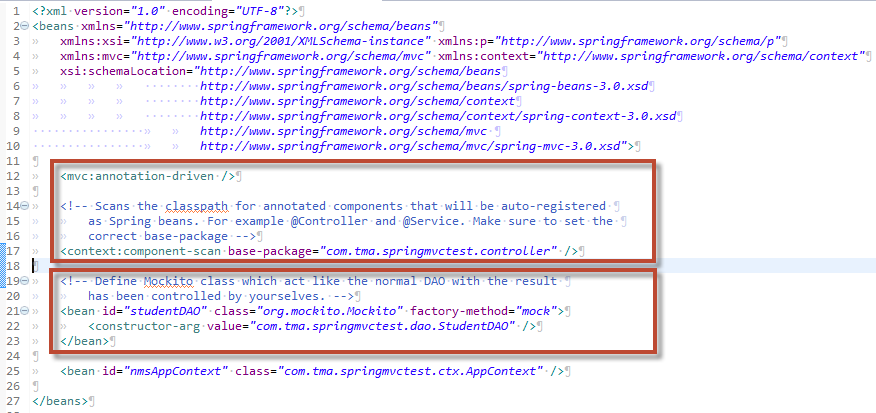 1 <?xml version="1.0" encoding="UTF-8"?>
2 <beans xmlns="http://www.springframework.org/schema/beans"
3 xmlns:xsi="http://www.w3.org/2001/XMLSchema-instance" xmlns:p="http://www.springframework.org/schema/p"
4 xmlns:mvc="http://www.springframework.org/schema/mvc" xmlns:context="http://www.springframework.org/schema/context"
5 xsi:schemaLocation="http://www.springframework.org/schema/beans
6 http://www.springframework.org/schema/beans/spring-beans-3.0.xsd
7 http://www.springframework.org/schema/context
8 http://www.springframework.org/schema/context/spring-context-3.0.xsd
9 http://www.springframework.org/schema/mvc
10 http://www.springframework.org/schema/mvc/spring-mvc-3.0.xsd">
11
12 <mvc:annotation-driven />
13
14 <!-- Scans the classpath for annotated components that will be auto-registered
15 as Spring beans. For example @Controller and @Service. Make sure to set the
16 correct base-package -->
17 <context:component-scan base-package="com.tma.springmvctest.controller" />
18
19 <!-- Define Mockito class which act like the normal DAO with the result
20 has been controlled by yourselves. -->
21 <bean id="studentDAO" class="org.mockito.Mockito" factory-method="mock">
22 <constructor-arg value="com.tma.springmvctest.dao.StudentDAO" />
23 </bean>
24
25 <bean id="nmsAppContext" class="com.tma.springmvctest.ctx.AppContext" />
26
27 </beans>